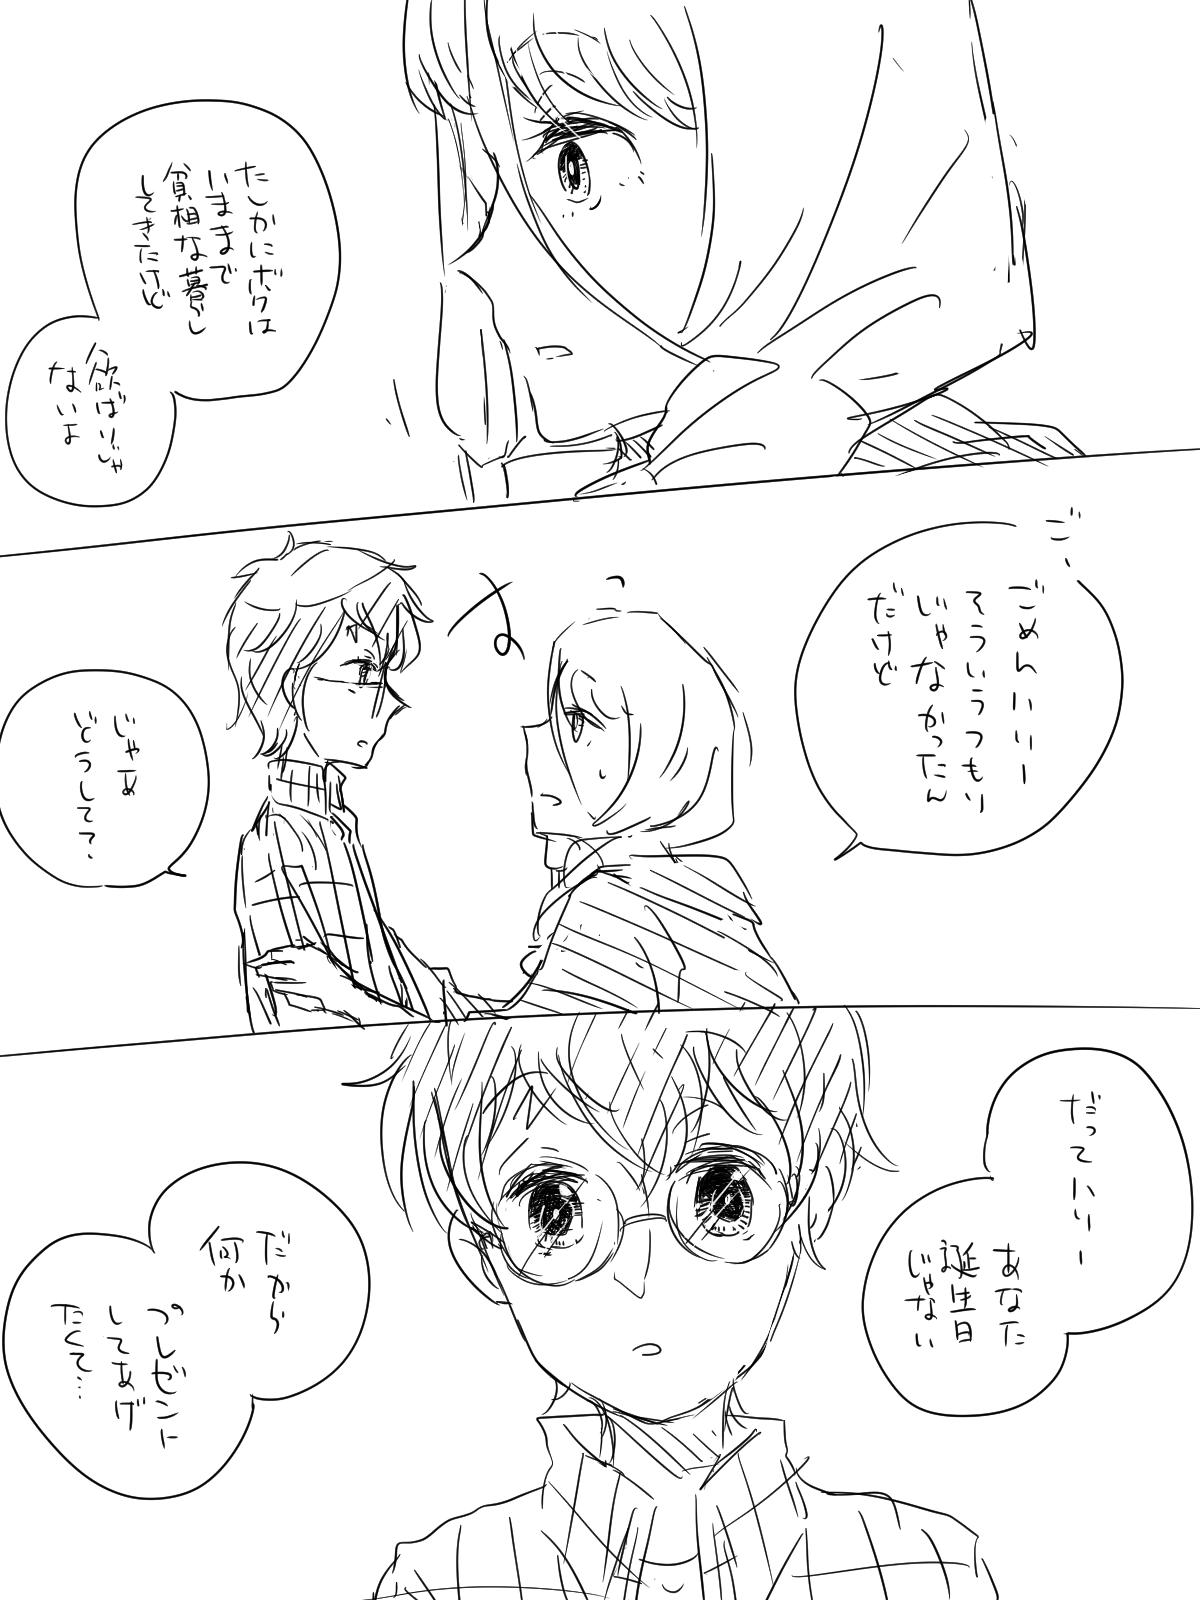 たしかにボクは
いままで
貧相な暮らし
してきたけど
欲ばりじゃ
ないよ
ご、
ごめんハリー
そういうつもり
じゃなかったん
だけど
じゃあ
どうしてて?
だってハリー
あなた
誕生日
じゃない
だから
何か
プレゼント
してあげ
たくて…